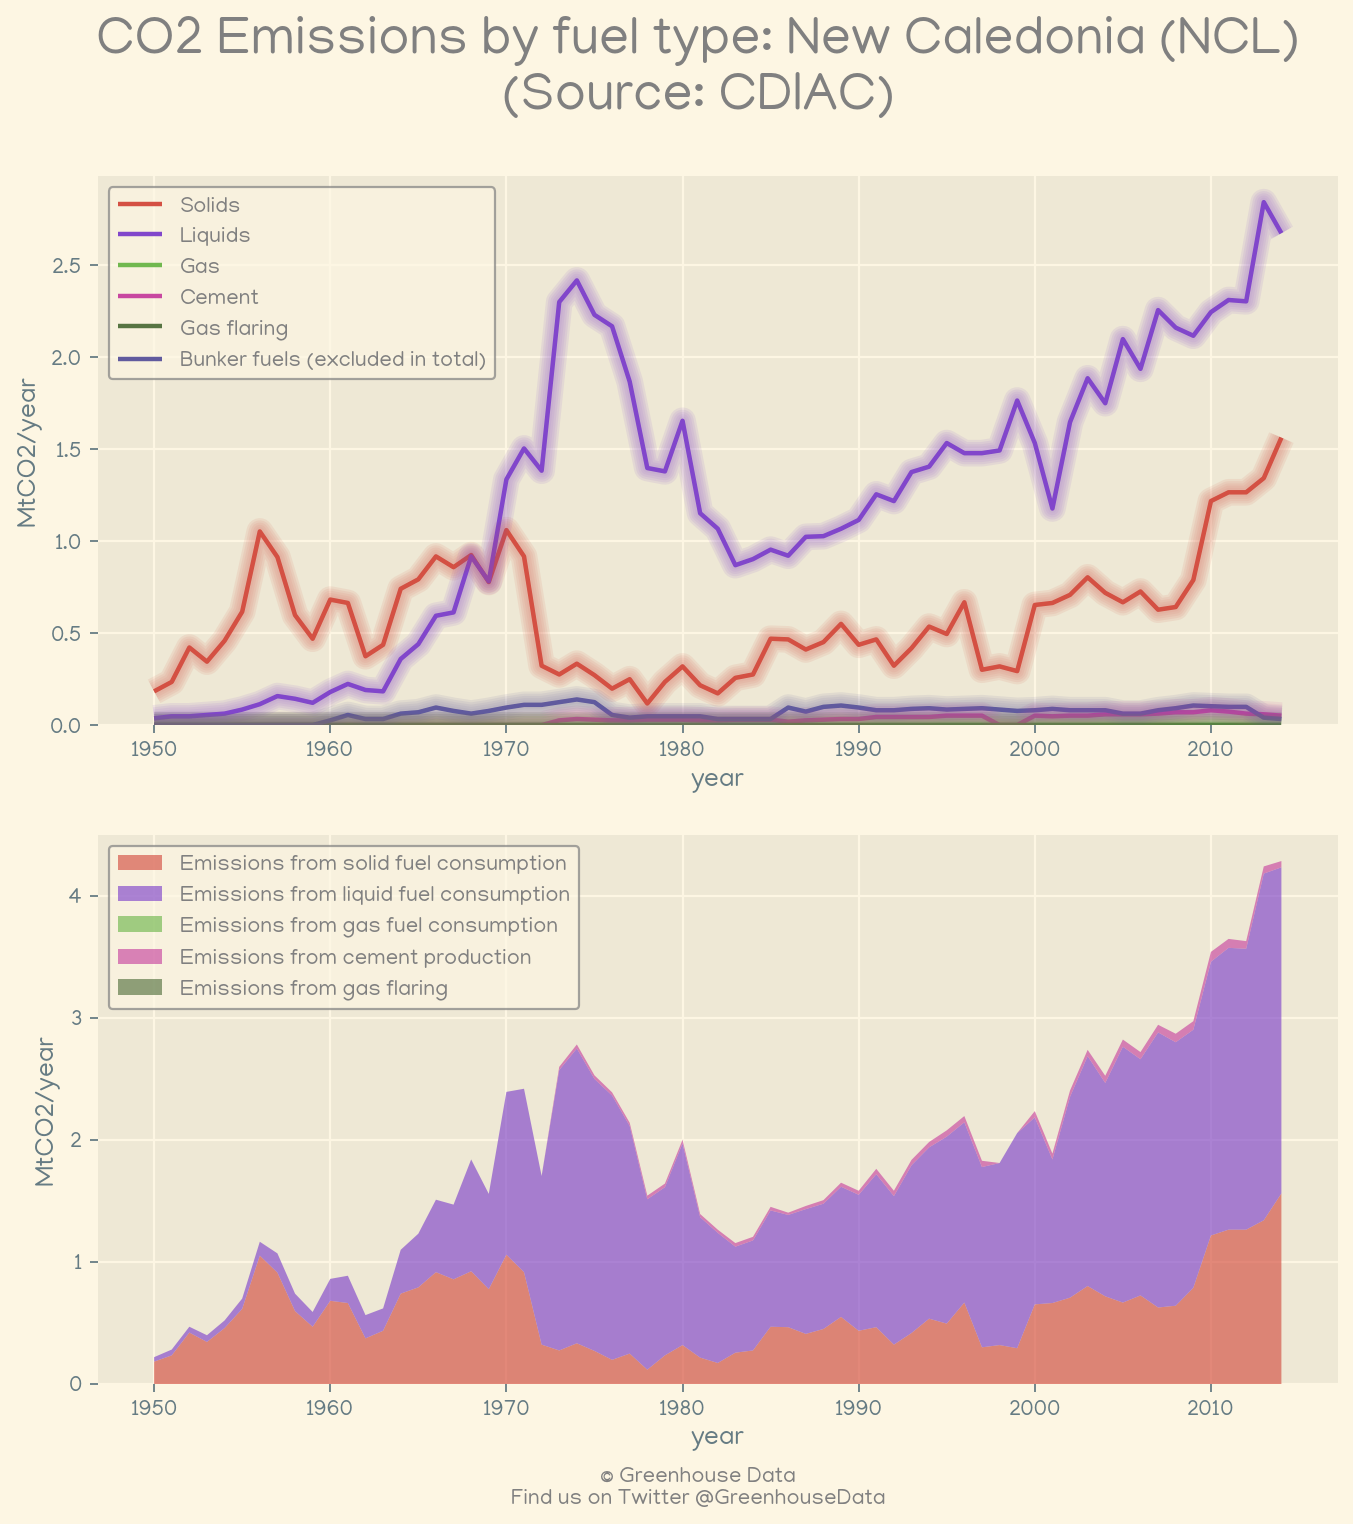 CO2 Emissions by fuel type: New Caledonia (NCL)
(Source: CDIAC)
Solids
Liquids
Gas
Cement
Gas flaring
Bunker fuels (excluded in total)
MtCO2/year
2.5
2.0
1.5
1.0
0.5
0.0
1950 1960 1970 1980 1990 2000 2010
year
Emissions from solid fuel consumption
Emissions from liquid fuel consumption
Emissions from gas fuel consumption
Emissions from cement production
Emissions from gas flaring
MtCO2/year
4
3
2
1
0
1950 1960 1970 1980 1990 2000 2010
year
© Greenhouse Data
Find us on Twitter @GreenhouseData